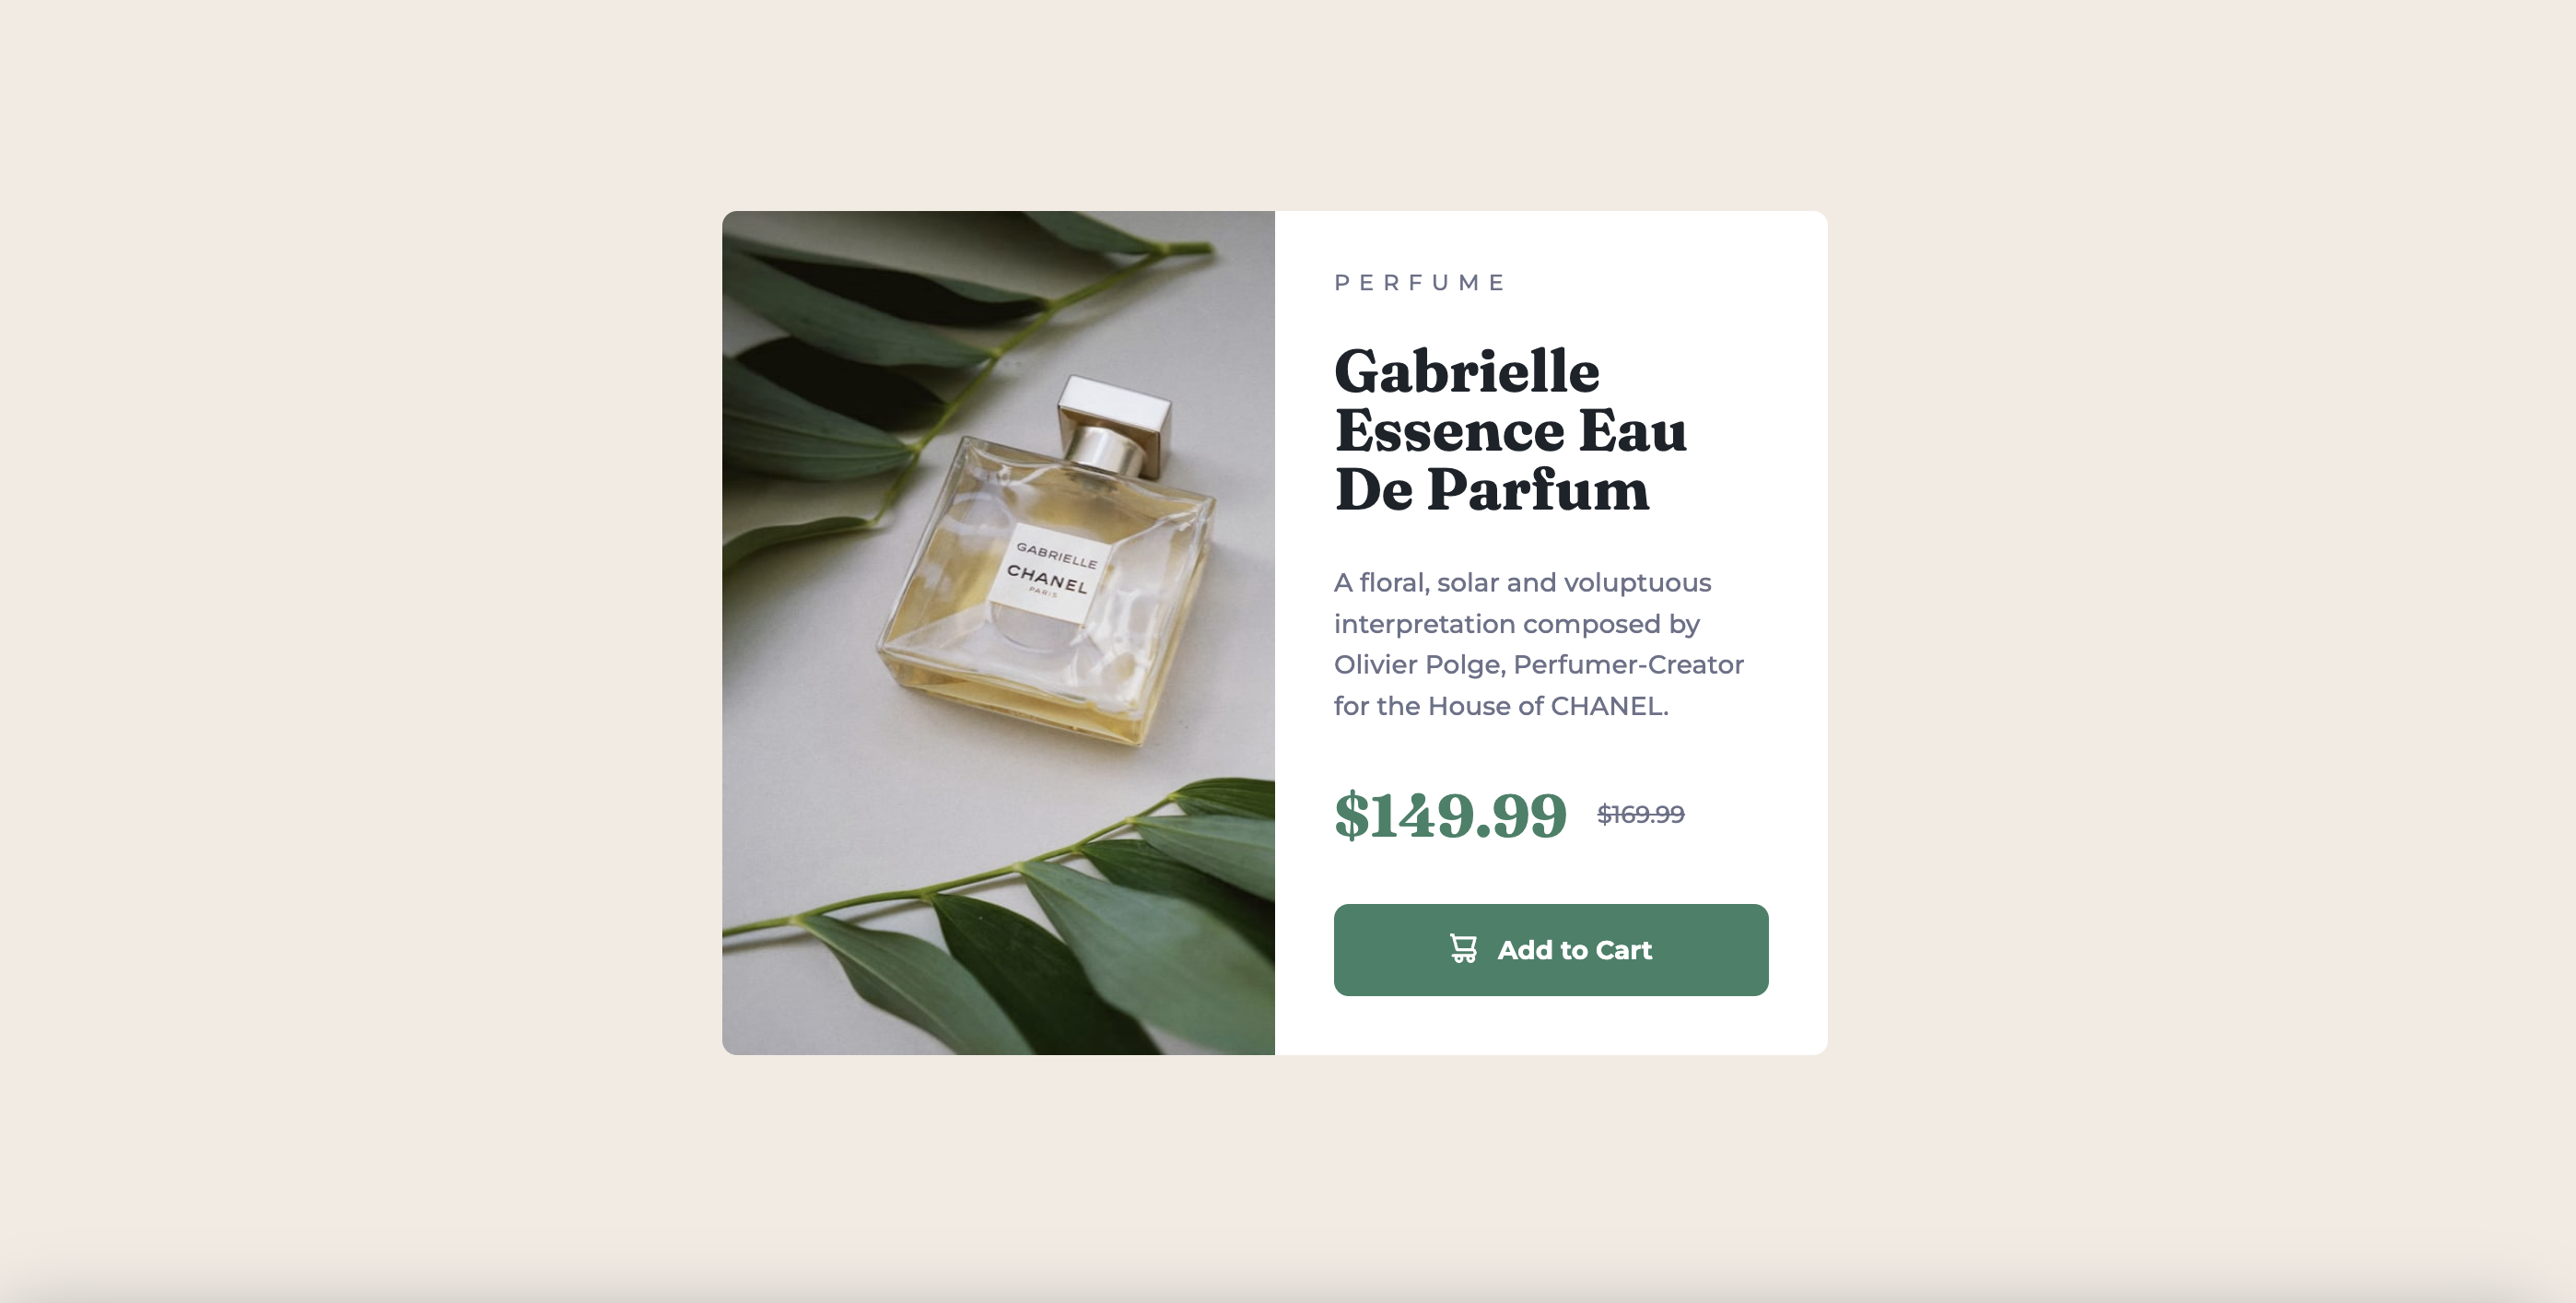 GABRIELLE
CHANEL
PARIS
PERFUME
Gabrielle
Essence Eau
De Parfum
A floral, solar and voluptuous
interpretation composed by
Olivier Polge, Perfumer-Creator
for the House of CHANEL.
$149.99 $169.99
Add to Cart